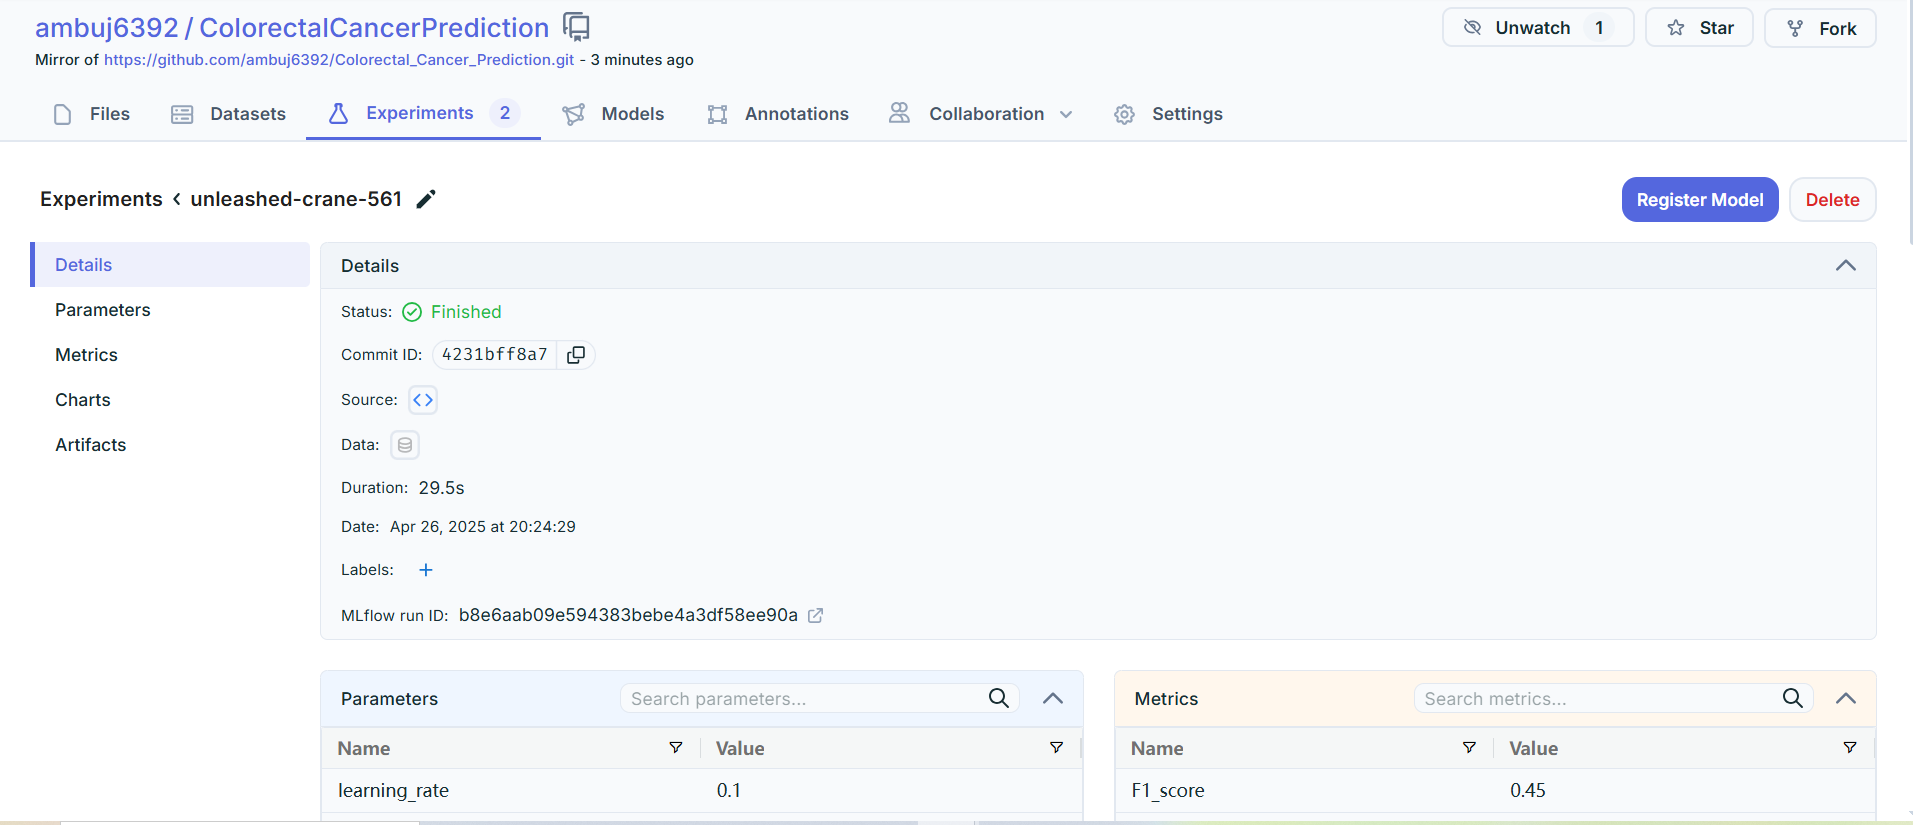 ambuj6392 / ColorectalCancerPrediction
Unwatch 1
Star
Fork
Mirror of https://github.com/ambuj6392/Colorectal_Cancer_Prediction.git - 3 minutes ago
Files
Datasets
Experiments 2
Models
Annotations
Collaboration
Settings
Experiments < unleashed-crane-561
Register Model
Delete
Details
Parameters
Metrics
Charts
Artifacts
Details
Status: Finished
Commit ID: 4231bff8a7
Source: <>
Data:
Duration: 29.5s
Date: Apr 26, 2025 at 20:24:29
Labels: +
MLflow run ID: b8e6aab09e594383bebe4a3df58ee90a
Parameters
Search parameters...
Name Value
learning_rate 0.1
Metrics
Search metrics...
Name Value
F1_score 0.45